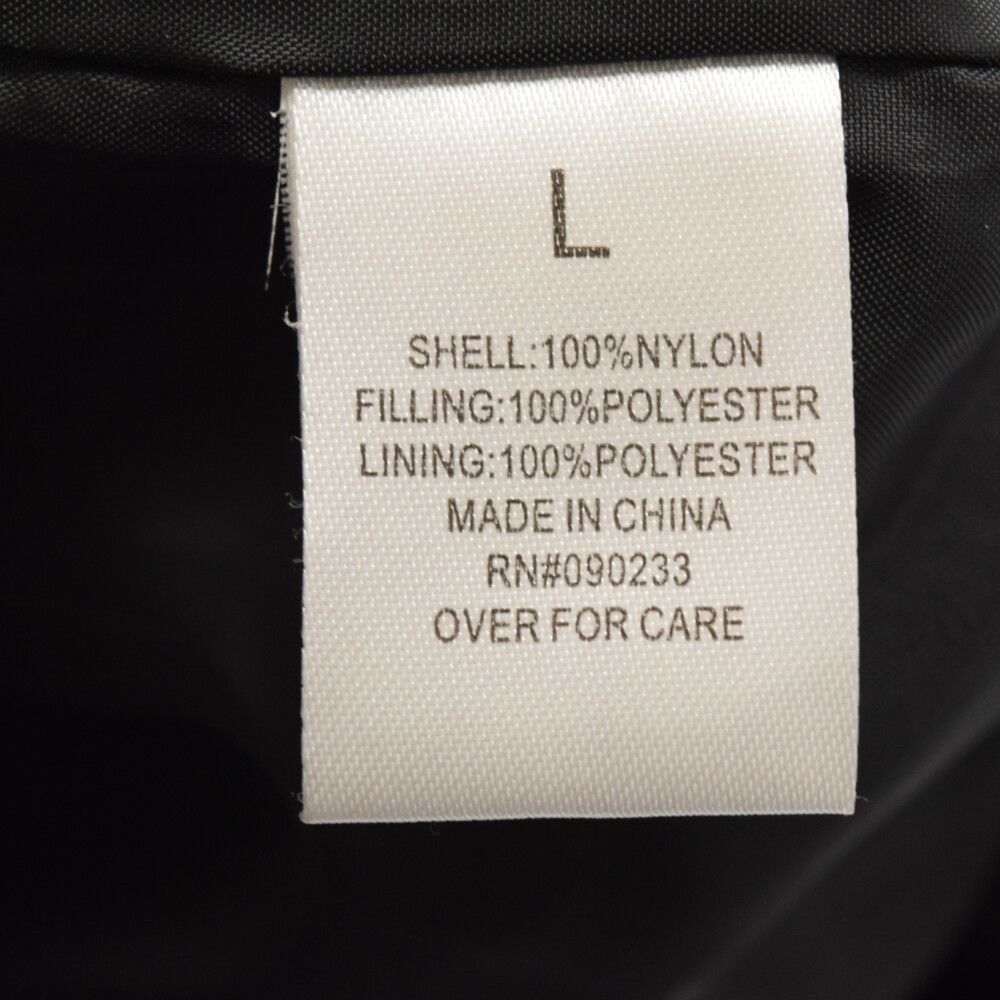 L
SHELL:100%NYLON
FILLING:100%POLYESTER
LINING:100%POLYESTER
MADE IN CHINA
RN#090233
OVER FOR CARE